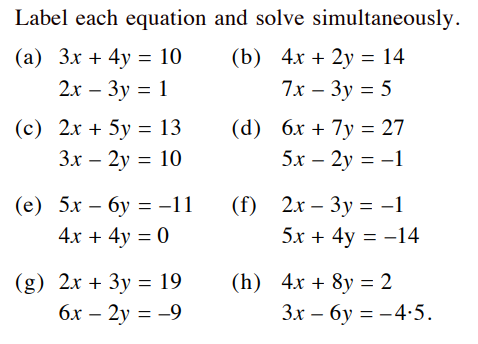 Label each equation and solve simultaneously.
(a) 3x + 4y = 10 (b) 4x + 2y = 14
2x – 3y = 1 7x – 3y = 5
(c) 2x + 5y = 13 (d) 6x + 7y = 27
3x – 2y = 10 5x – 2y = –1
(e) 5x – 6y = –11 (f) 2x – 3y = –1
4x + 4y = 0 5x + 4y = –14
(g) 2x + 3y = 19 (h) 4x + 8y = 2
6x – 2y = –9 3x – 6y = –4·5.